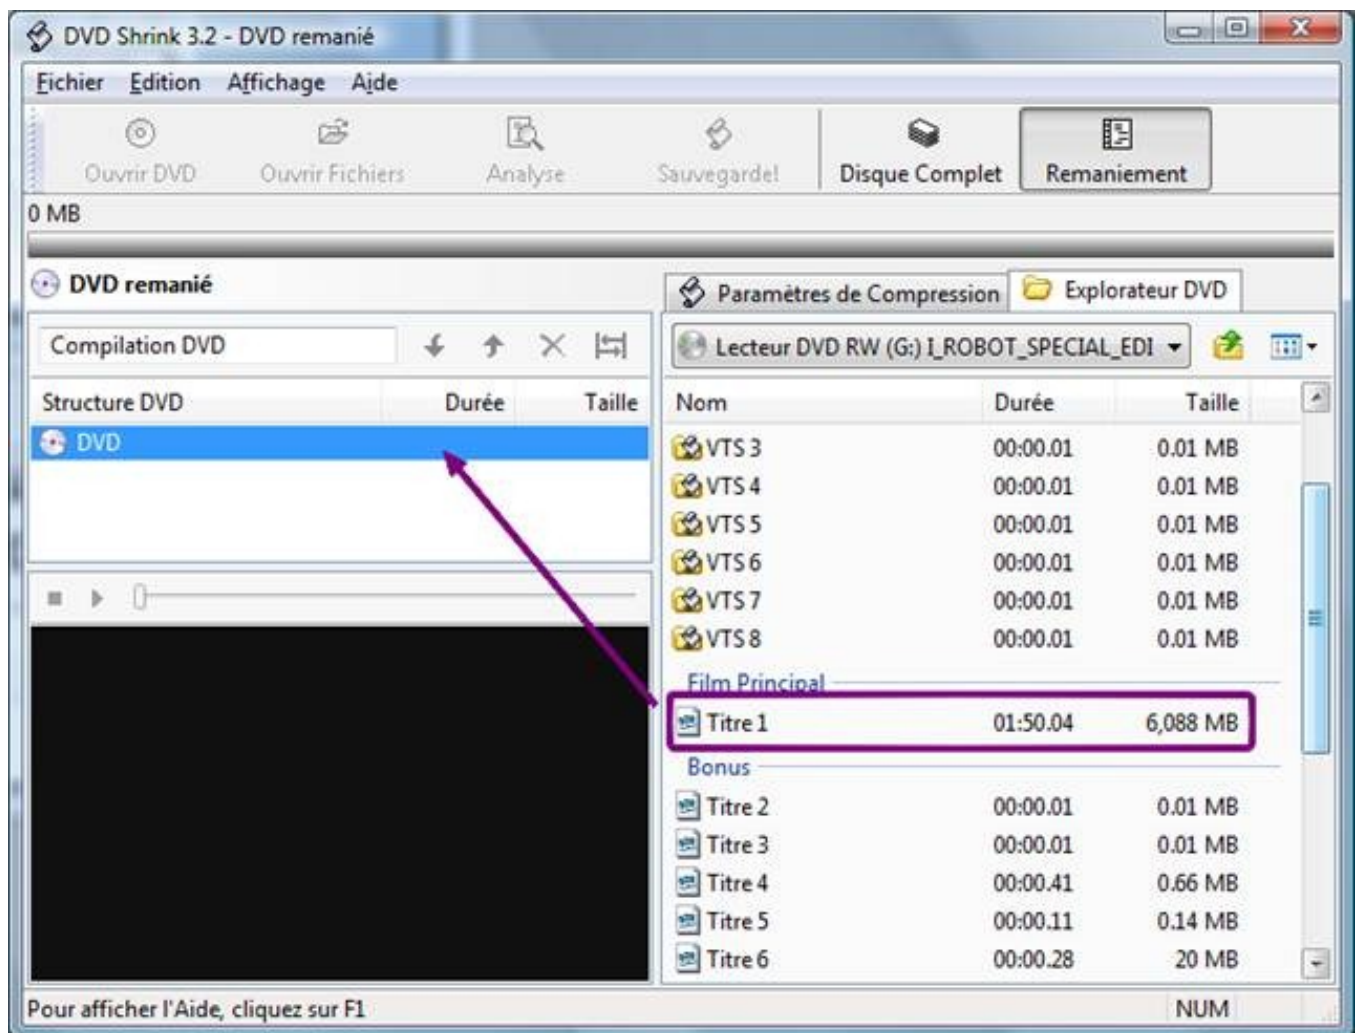 DVD Shrink 3.2 - DVD remanié
Fichier Edition Affichage Aide
Ouvrir DVD Ouvrir Fichiers Analyse Sauvegarde! Disque Complet Remaniement
0 MB
DVD remanié
Paramètres de Compression Explorateur DVD
Compilation DVD
Lecteur DVD RW (G:) I_ROBOT_SPECIAL_EDI
Structure DVD Durée Taille
Nom Durée Taille
DVD
VTS 3 00:00.01 0.01 MB
VTS 4 00:00.01 0.01 MB
VTS 5 00:00.01 0.01 MB
VTS 6 00:00.01 0.01 MB
VTS 7 00:00.01 0.01 MB
VTS 8 00:00.01 0.01 MB
Film Principal
Titre 1 01:50.04 6,088 MB
Bonus
Titre 2 00:00.01 0.01 MB
Titre 3 00:00.01 0.01 MB
Titre 4 00:00.41 0.66 MB
Titre 5 00:00.11 0.14 MB
Titre 6 00:00.28 20 MB
Pour afficher l'Aide, cliquez sur F1 NUM